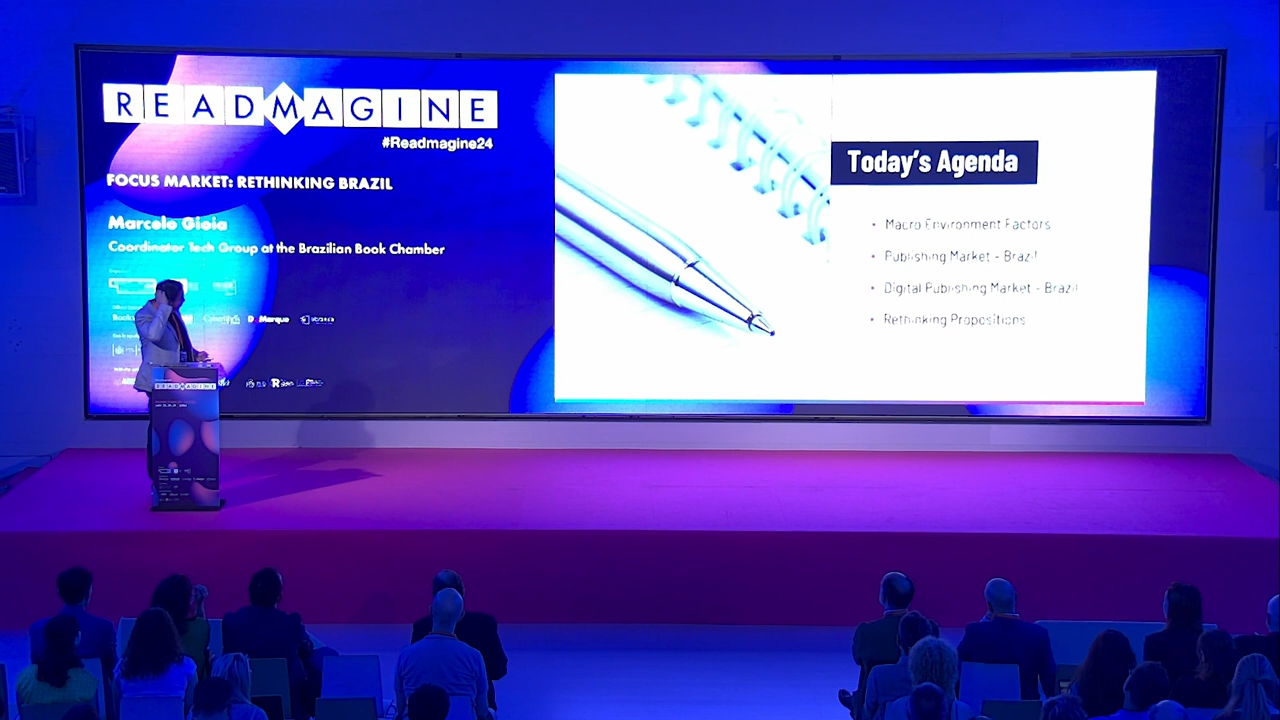 READMAGINE
#Readmagine24
FOCUS MARKET: RETHINKING BRAZIL
Marcelo Gioia
Coordinator Tech Group at the Brazilian Book Chamber
De Marque
READMAGINE
Today's Agenda
• Macro Environment Factors
• Publishing Market - Brazil
• Digital Publishing Market - Brazil
• Rethinking Propositions